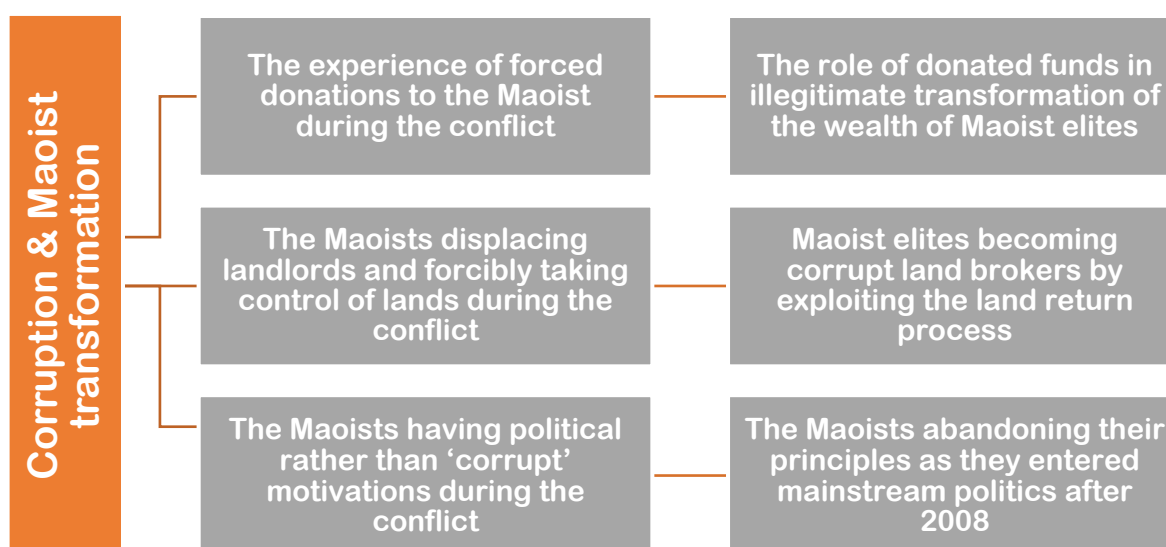 Corruption & Maoist
transformation
The experience of forced
donations to the Maoist
during the conflict
The role of donated funds in
illegitimate transformation of
the wealth of Maoist elites
The Maoists displacing
landlords and forcibly taking
control of lands during the
conflict
Maoist elites becoming
corrupt land brokers by
exploiting the land return
process
The Maoists having political
rather than ‘corrupt’
motivations during the
conflict
The Maoists abandoning their
principles as they entered
mainstream politics after
2008